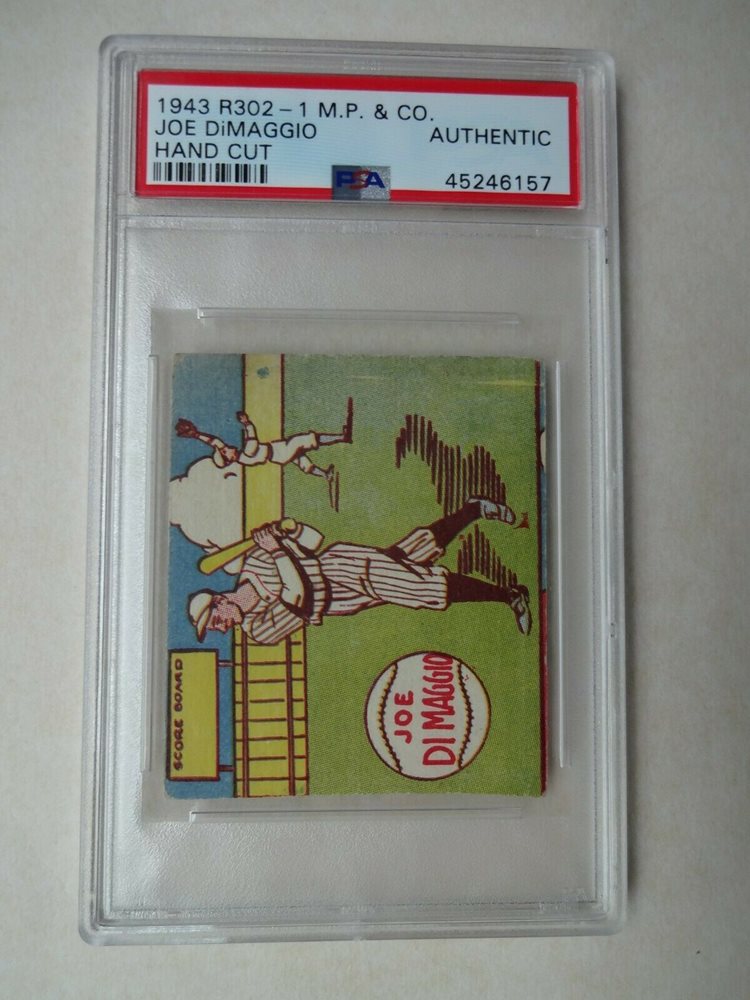 1943 R302-1 M.P. & CO.
JOE DiMAGGIO
AUTHENTIC
HAND CUT
PSA
45246157
SCORE BOARD
JOE
DI MAGGIO